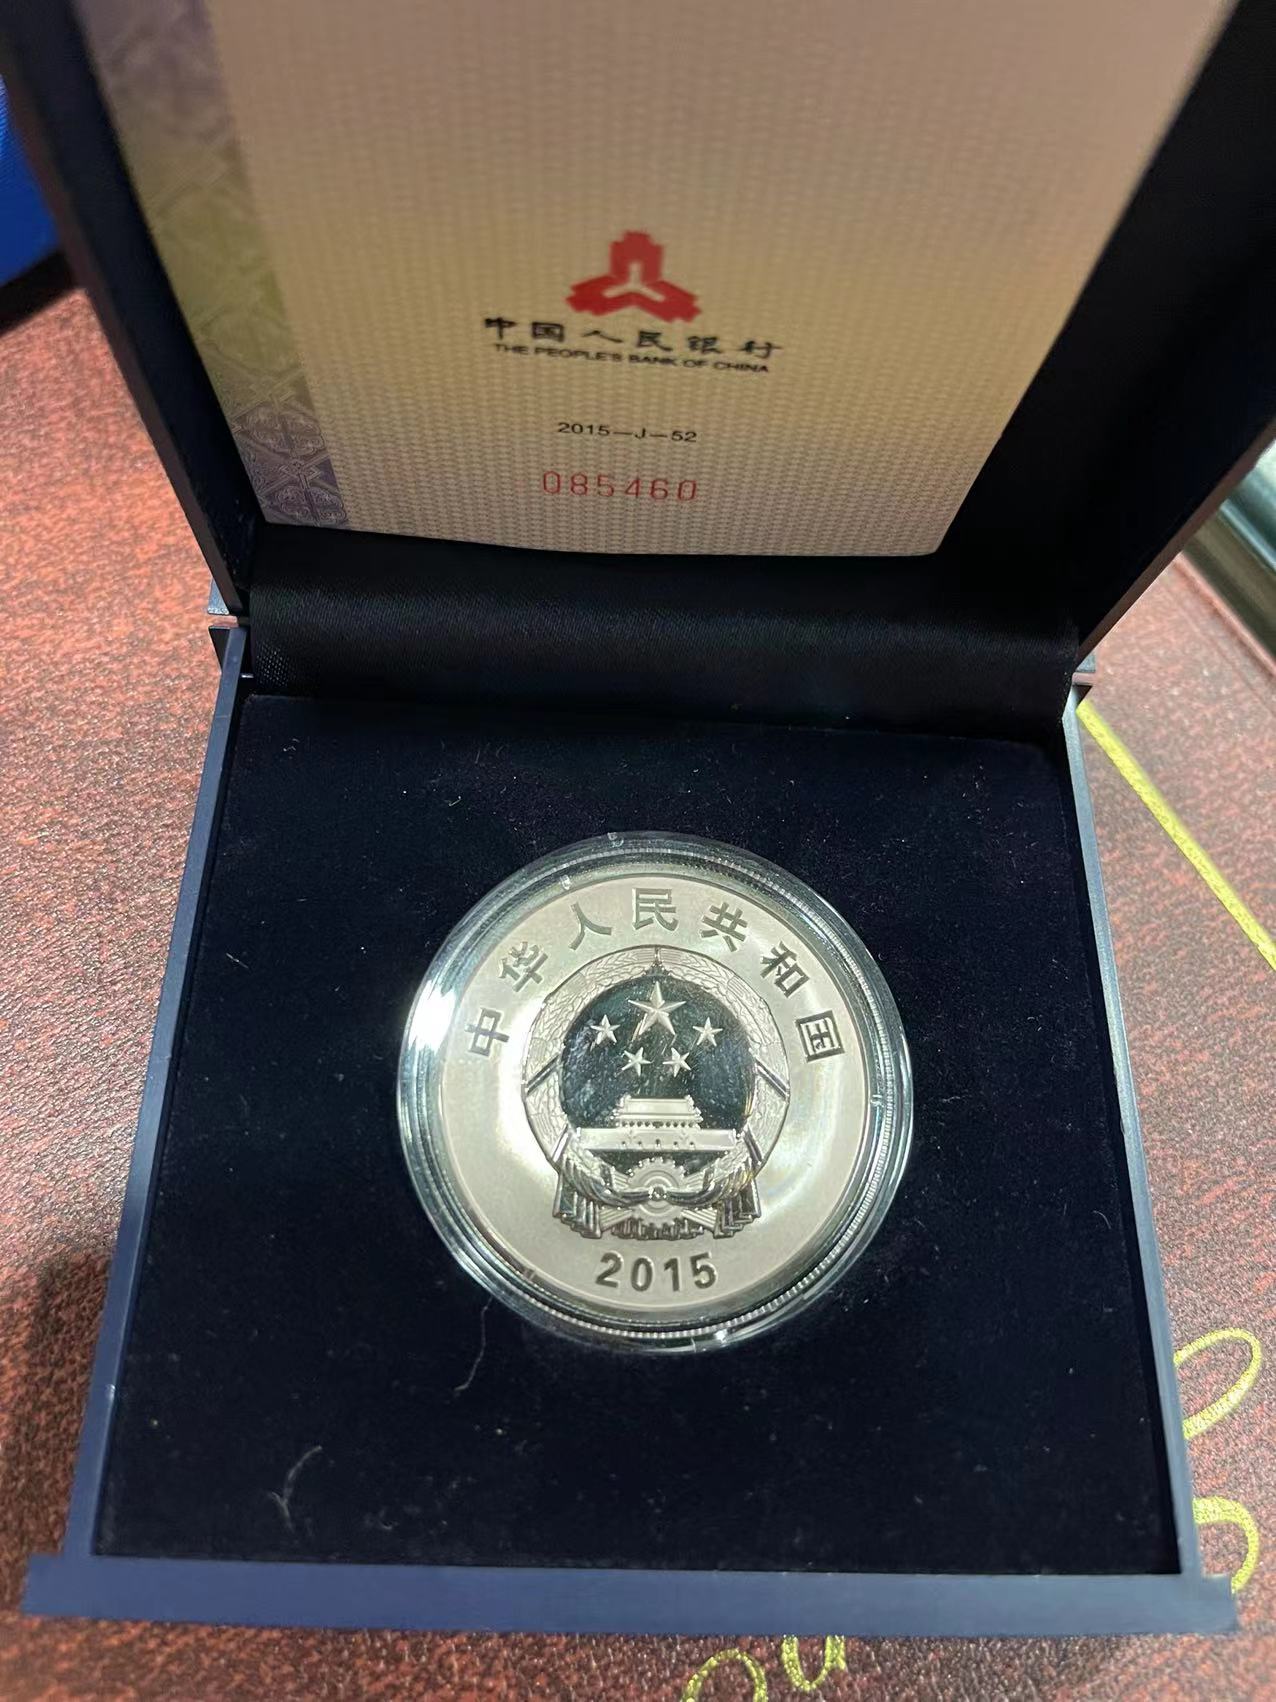 中国人民银行
THE PEOPLE'S BANK OF CHINA
2015—J—52
085460
中华人民共和国
2015